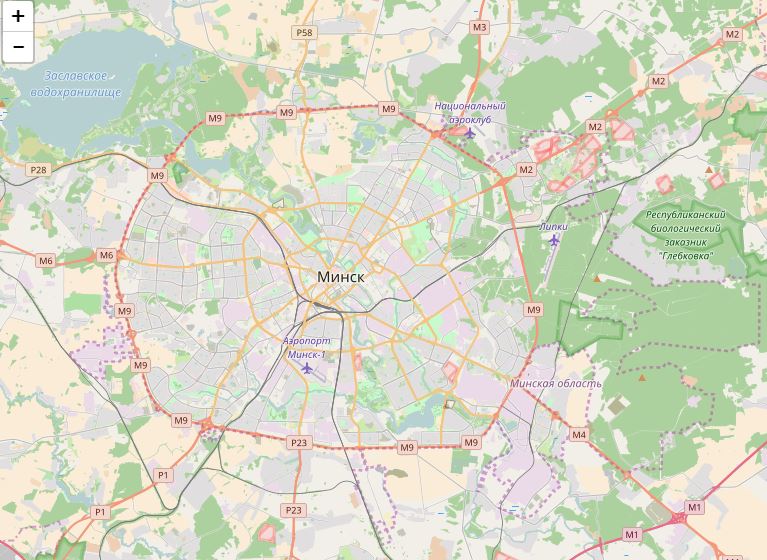 +
−
P58
M3
M2
Заславское
водохранилище
M2
M9
M9
M9
Национальный
аэроклуб
M2
P28
M9
M2
Республиканский
биологический
заказник
"Глебковка"
Липки
M6
M6
Минск
M9
M9
Аэропорт
Минск-1
M9
Минская область
M9
M4
P23
M9
M9
P1
P1
P23
M1
M1